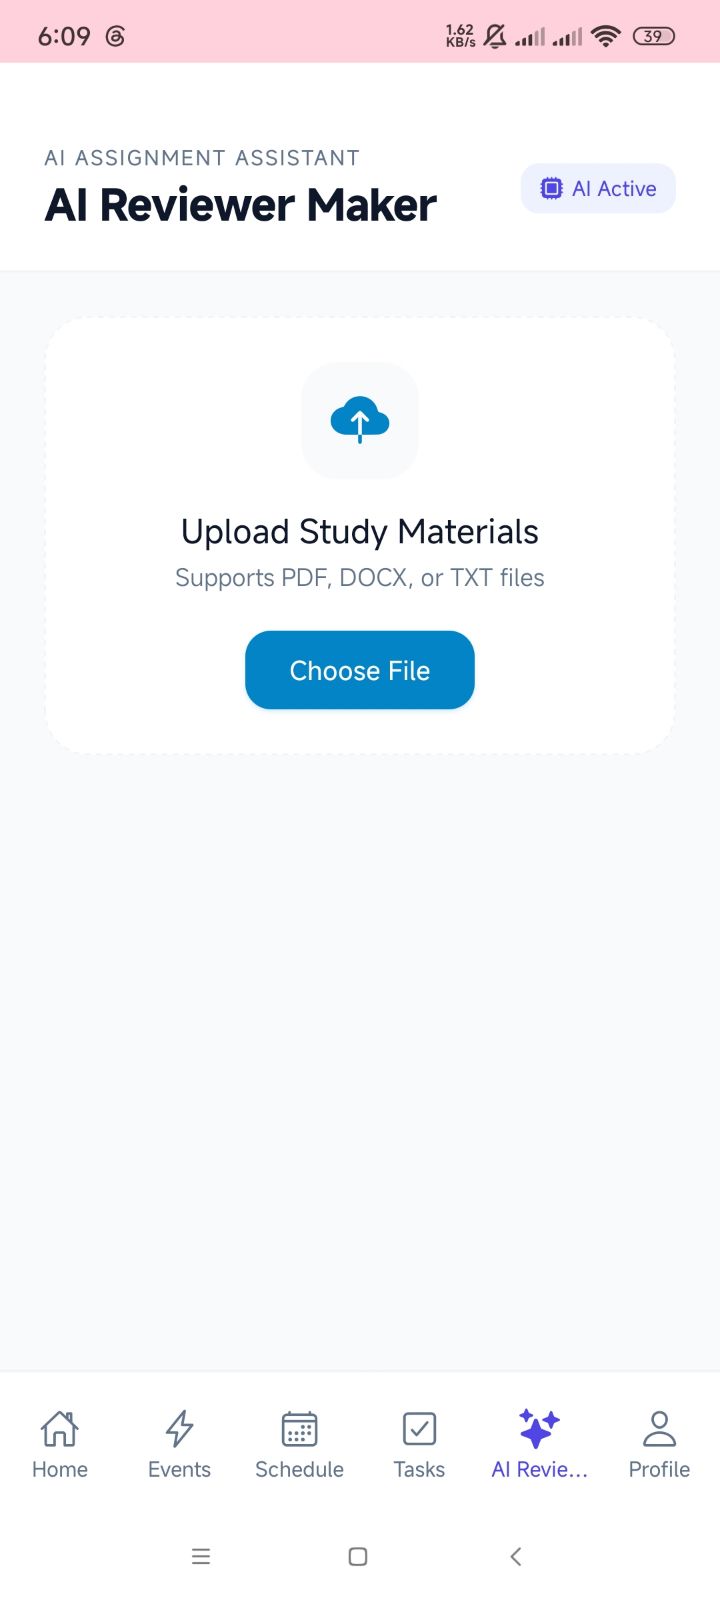 6:09
1.62
KB/s
39
AI ASSIGNMENT ASSISTANT
AI Reviewer Maker
AI Active
Upload Study Materials
Supports PDF, DOCX, or TXT files
Choose File
Home
Events
Schedule
Tasks
AI Revie...
Profile